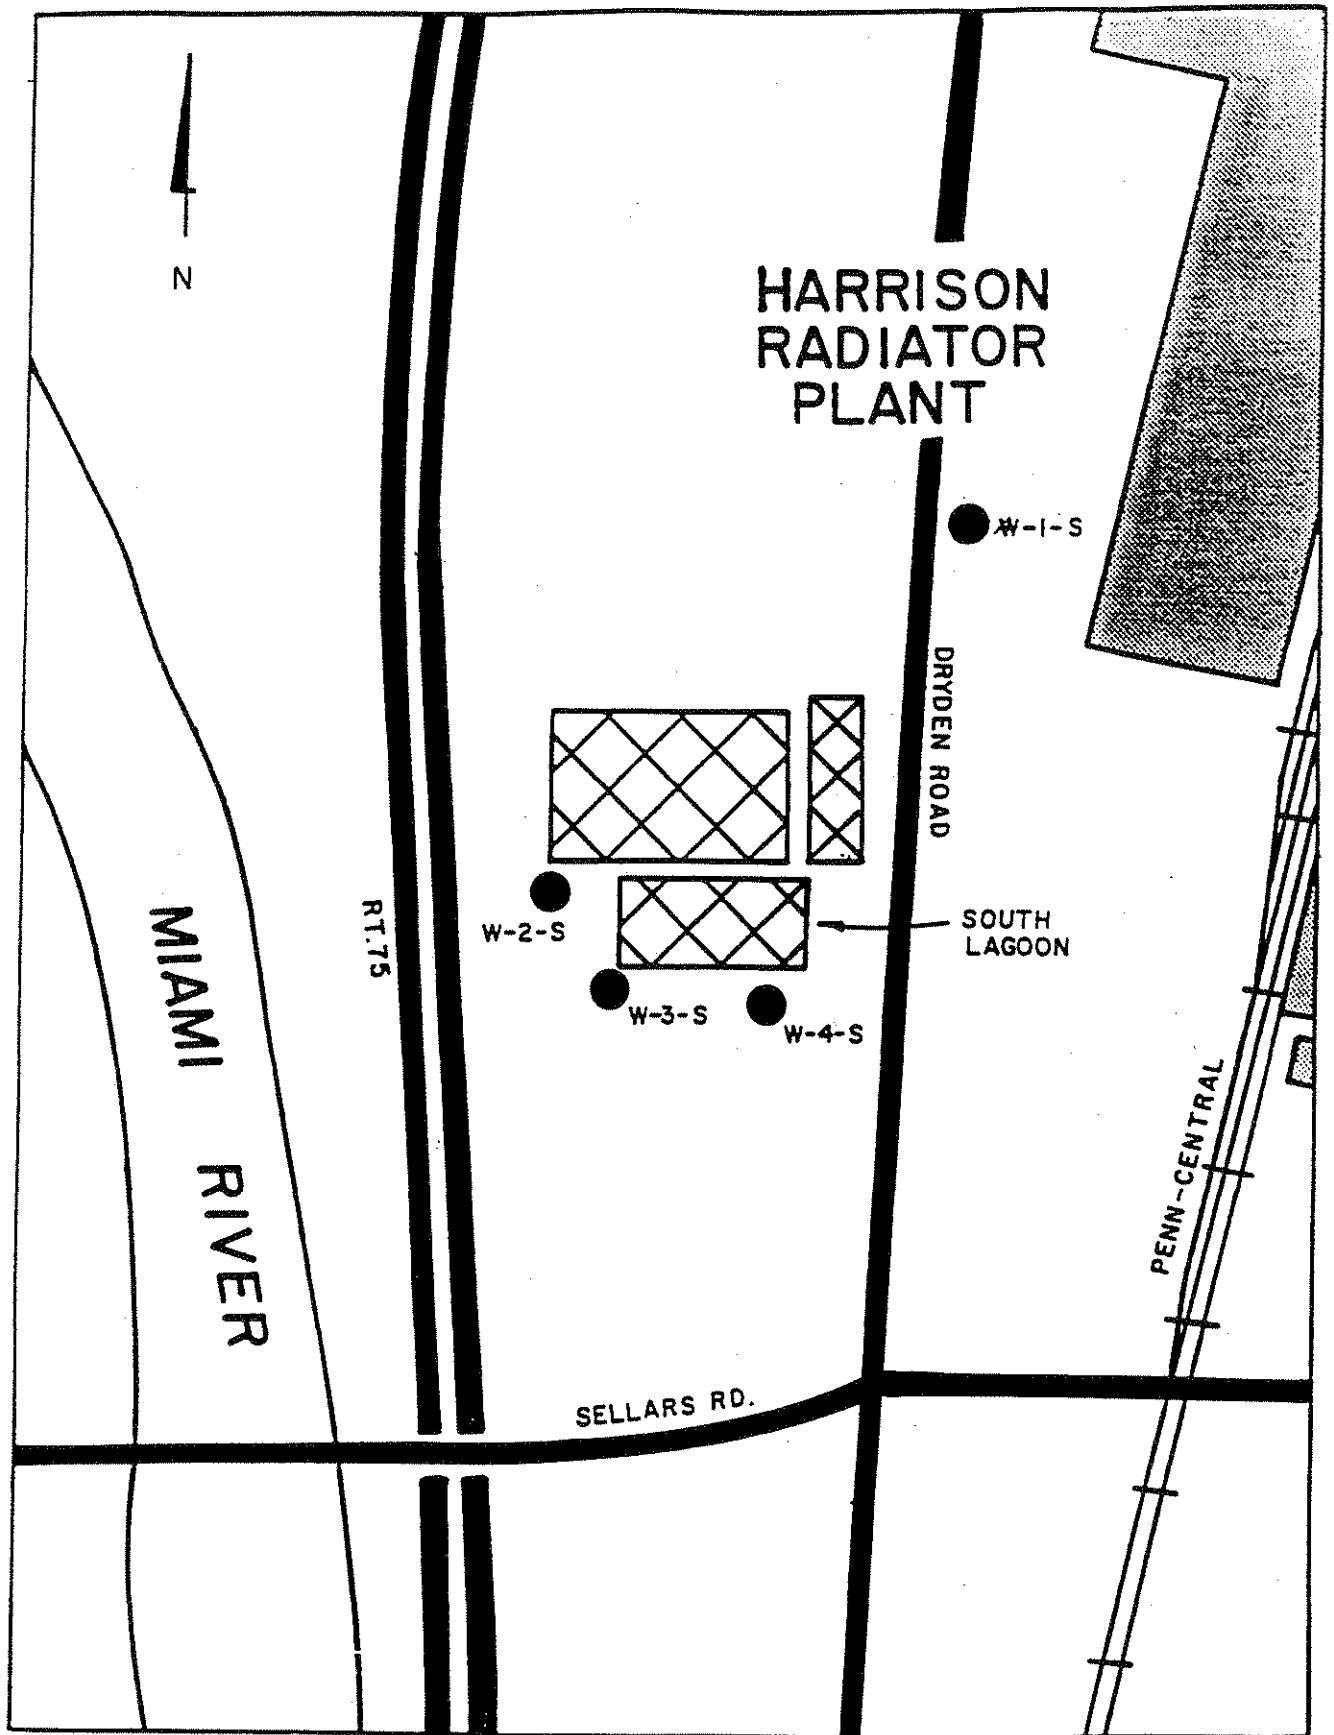 N
HARRISON
RADIATOR
PLANT
W-1-S
DRYDEN ROAD
RT.75
W-2-S
SOUTH
LAGOON
W-3-S
W-4-S
MIAMI RIVER
PENN-CENTRAL
SELLARS RD.